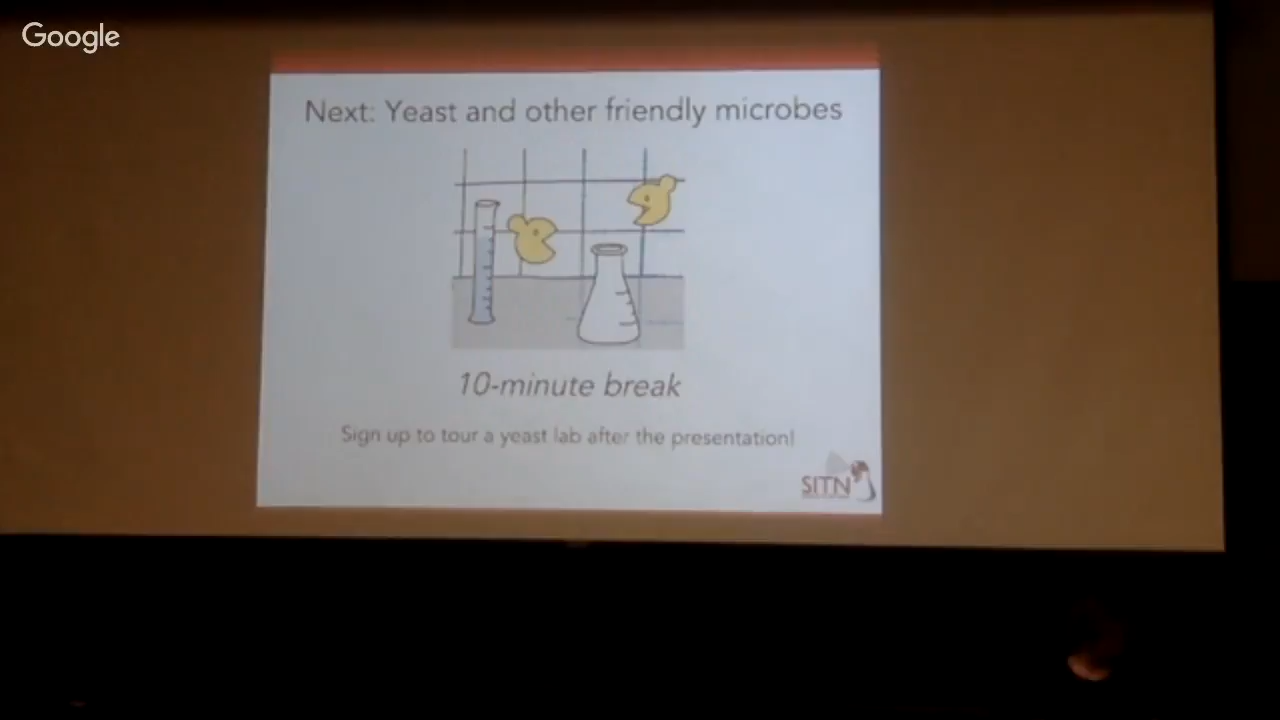 Google
Next: Yeast and other friendly microbes
10-minute break
Sign up to tour a yeast lab after the presentation!
SITN